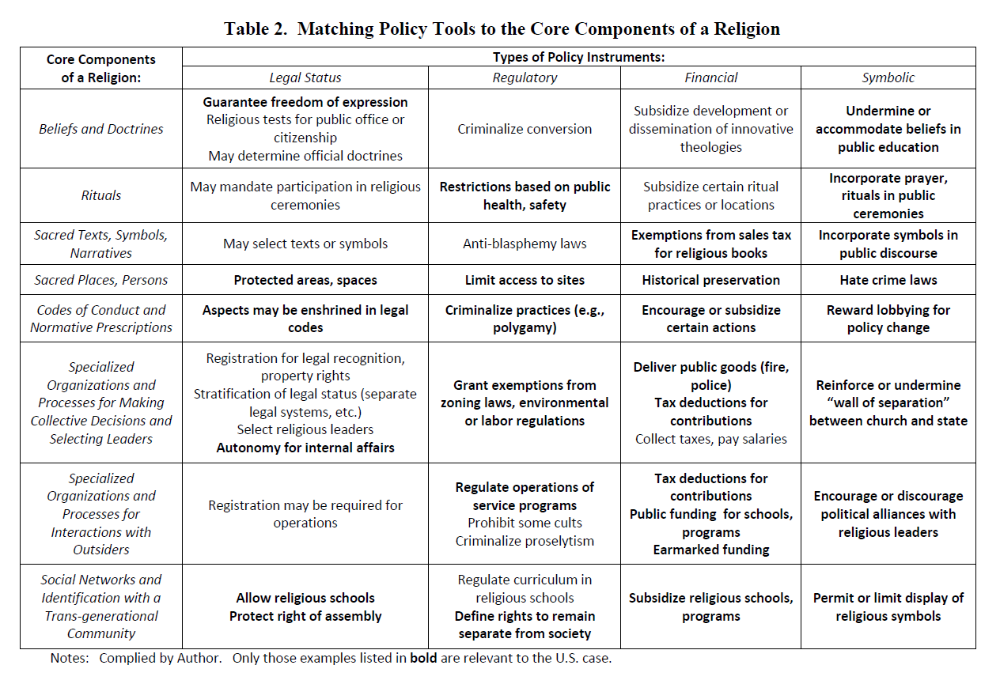 Table 2.  Matching Policy Tools to the Core Components of a Religion
Core Components
of a Religion:
Types of Policy Instruments:
Legal Status
Regulatory
Financial
Symbolic
Beliefs and Doctrines
Guarantee freedom of expression
Religious tests for public office or
citizenship
May determine official doctrines
Criminalize conversion
Subsidize development or
dissemination of innovative
theologies
Undermine or
accommodate beliefs in
public education
Rituals
May mandate participation in religious
ceremonies
Restrictions based on public
health, safety
Subsidize certain ritual
practices or locations
Incorporate prayer,
rituals in public
ceremonies
Sacred Texts, Symbols,
Narratives
May select texts or symbols
Anti-blasphemy laws
Exemptions from sales tax
for religious books
Incorporate symbols in
public discourse
Sacred Places, Persons
Protected areas, spaces
Limit access to sites
Historical preservation
Hate crime laws
Codes of Conduct and
Normative Prescriptions
Aspects may be enshrined in legal
codes
Criminalize practices (e.g.,
polygamy)
Encourage or subsidize
certain actions
Reward lobbying for
policy change
Specialized
Organizations and
Processes for Making
Collective Decisions and
Selecting Leaders
Registration for legal recognition,
property rights
Stratification of legal status (separate
legal systems, etc.)
Select religious leaders
Autonomy for internal affairs
Grant exemptions from
zoning laws, environmental
or labor regulations
Deliver public goods (fire,
police)
Tax deductions for
contributions
Collect taxes, pay salaries
Reinforce or undermine
“wall of separation”
between church and state
Specialized
Organizations and
Processes for
Interactions with
Outsiders
Registration may be required for
operations
Regulate operations of
service programs
Prohibit some cults
Criminalize proselytism
Tax deductions for
contributions
Public funding  for schools,
programs
Earmarked funding
Encourage or discourage
political alliances with
religious leaders
Social Networks and
Identification with a
Trans-generational
Community
Allow religious schools
Protect right of assembly
Regulate curriculum in
religious schools
Define rights to remain
separate from society
Subsidize religious schools,
programs
Permit or limit display of
religious symbols
Notes:   Complied by Author.   Only those examples listed in bold are relevant to the U.S. case.